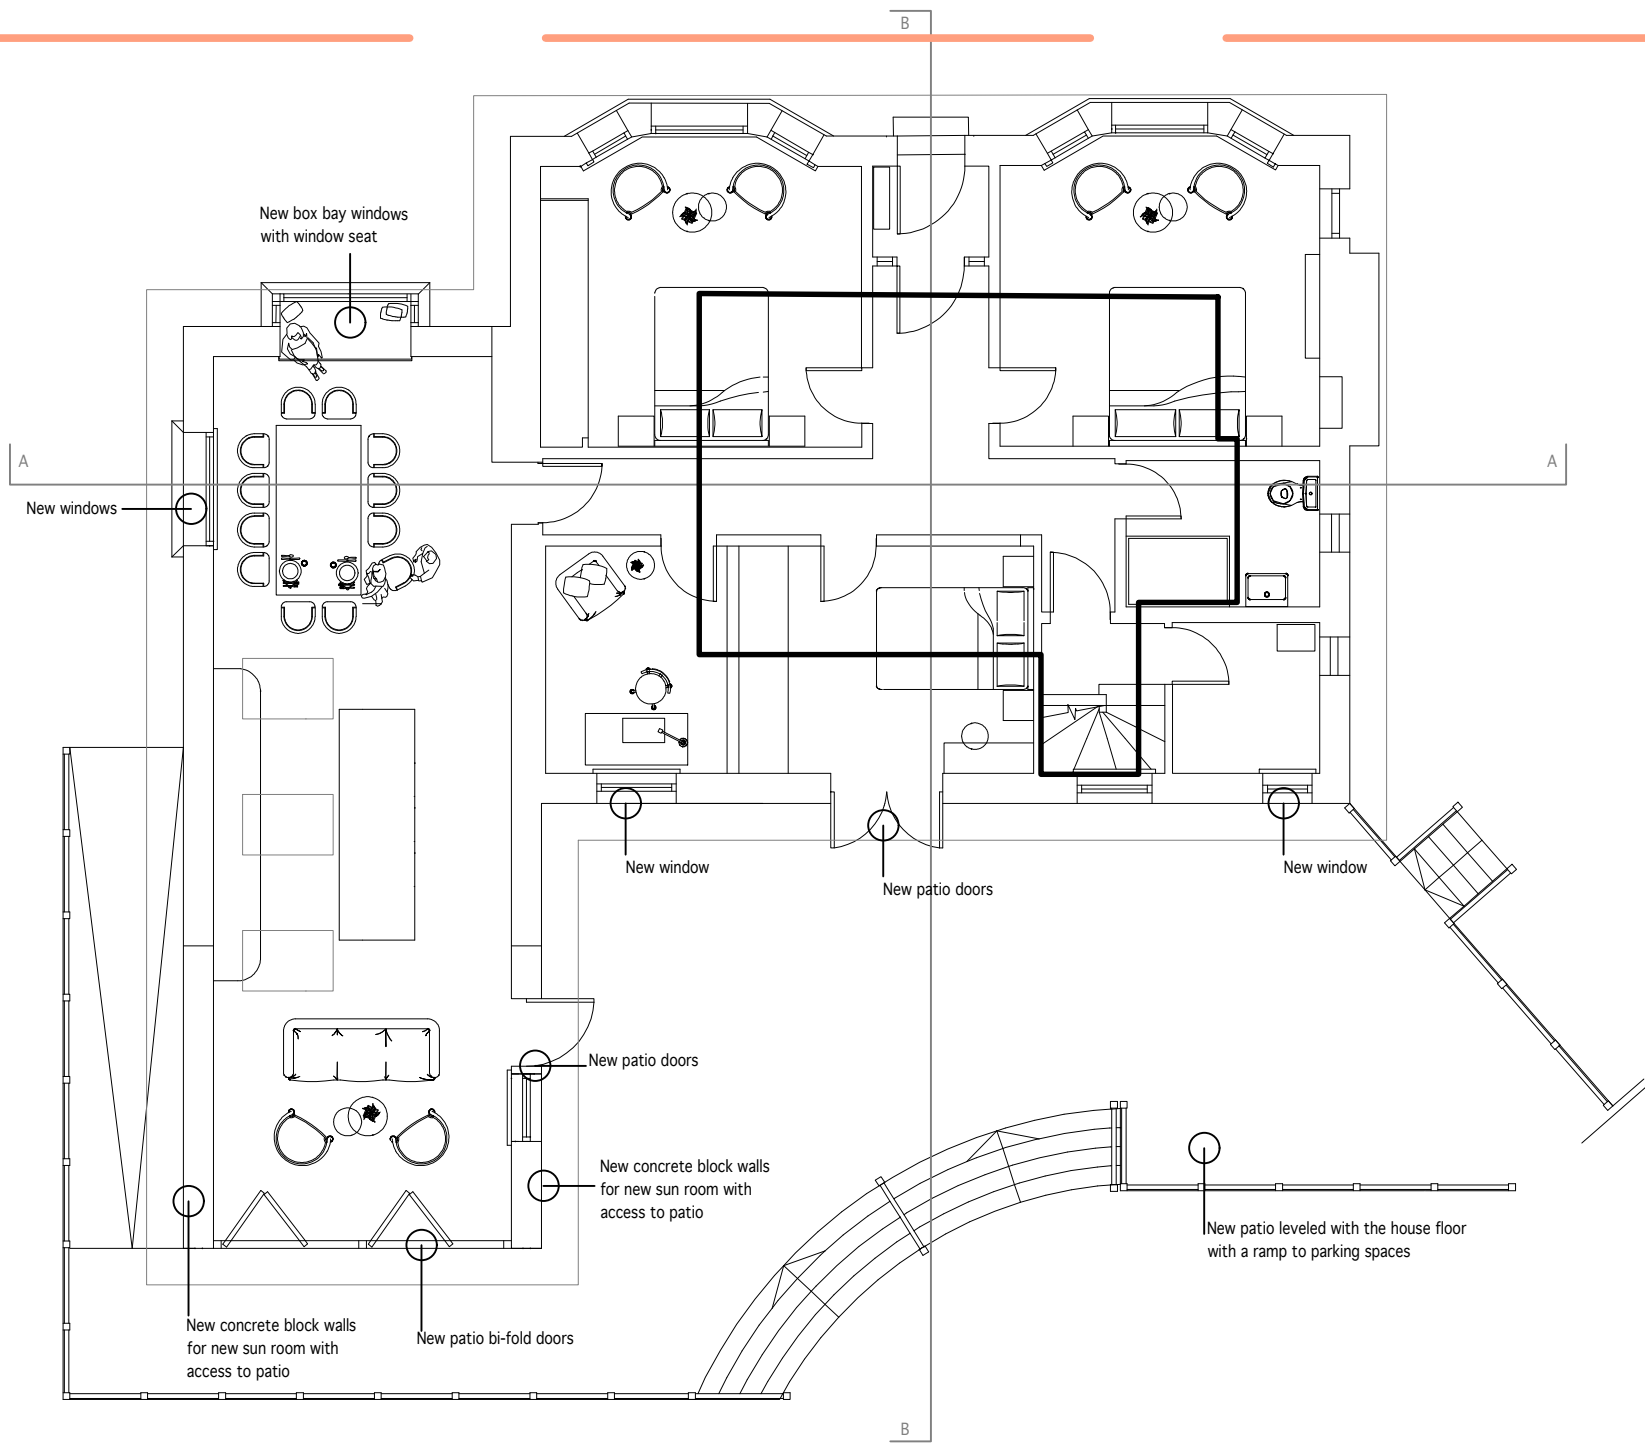 B
New box bay windows
with window seat
A
A
New windows
New window
New patio doors
New window
New patio doors
New concrete block walls
for new sun room with
access to patio
New patio leveled with the house floor
with a ramp to parking spaces
New concrete block walls
for new sun room with
access to patio
New patio bi-fold doors
B